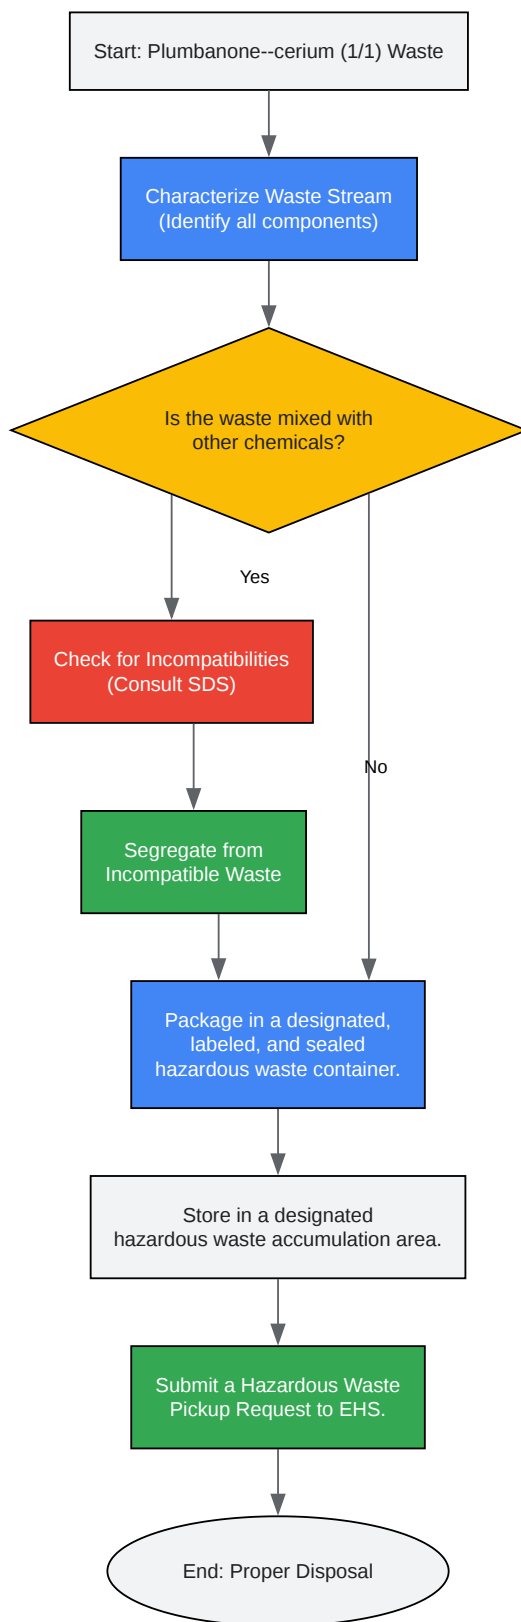 Start: Plumbanone--cerium (1/1) Waste
Characterize Waste Stream
(Identify all components)
Is the waste mixed with
other chemicals?
Yes
Check for Incompatibilities
(Consult SDS)
No
Segregate from
Incompatible Waste
Package in a designated,
labeled, and sealed
hazardous waste container.
Store in a designated
hazardous waste accumulation area.
Submit a Hazardous Waste
Pickup Request to EHS.
End: Proper Disposal